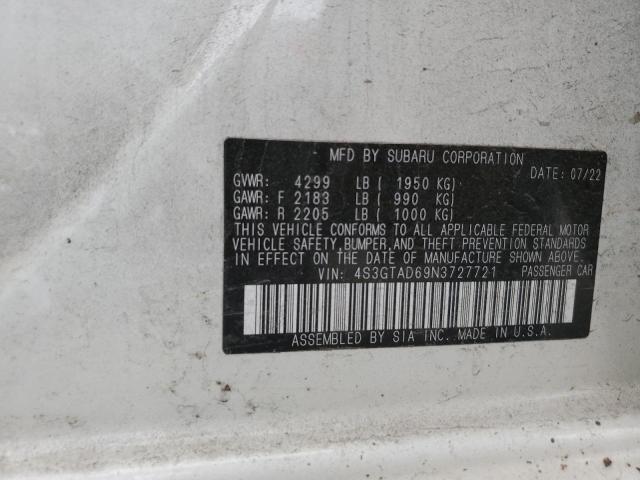 MFD BY SUBARU CORPORATION
DATE: 07/22
GVWR: 4299 LB ( 1950 KG)
GAWR: F 2183 LB ( 990 KG)
GAWR: R 2205 LB ( 1000 KG)
THIS VEHICLE CONFORMS TO ALL APPLICABLE FEDERAL MOTOR
VEHICLE SAFETY, BUMPER, AND THEFT PREVENTION STANDARDS
IN EFFECT ON THE DATE OF MANUFACTURE SHOWN ABOVE.
VIN: 4S3GTAD69N3727721 PASSENGER CAR
ASSEMBLED BY SIA INC. MADE IN U.S.A.